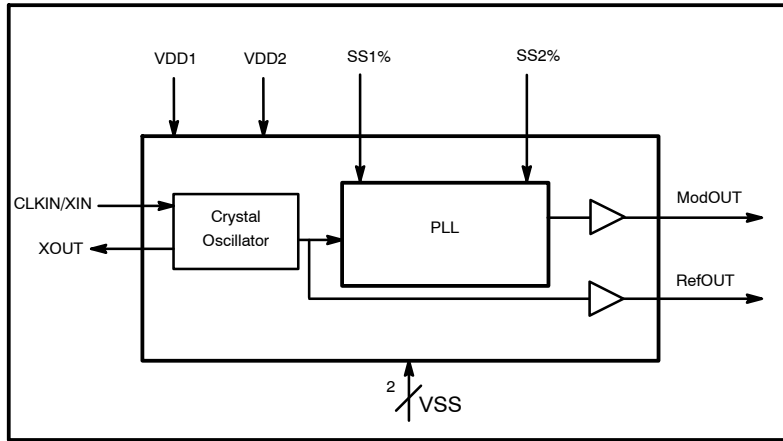 VDD1 VDD2 SS1% SS2%
CLKIN/XIN
XOUT
Crystal
Oscillator
PLL
ModOUT
RefOUT
2
VSS